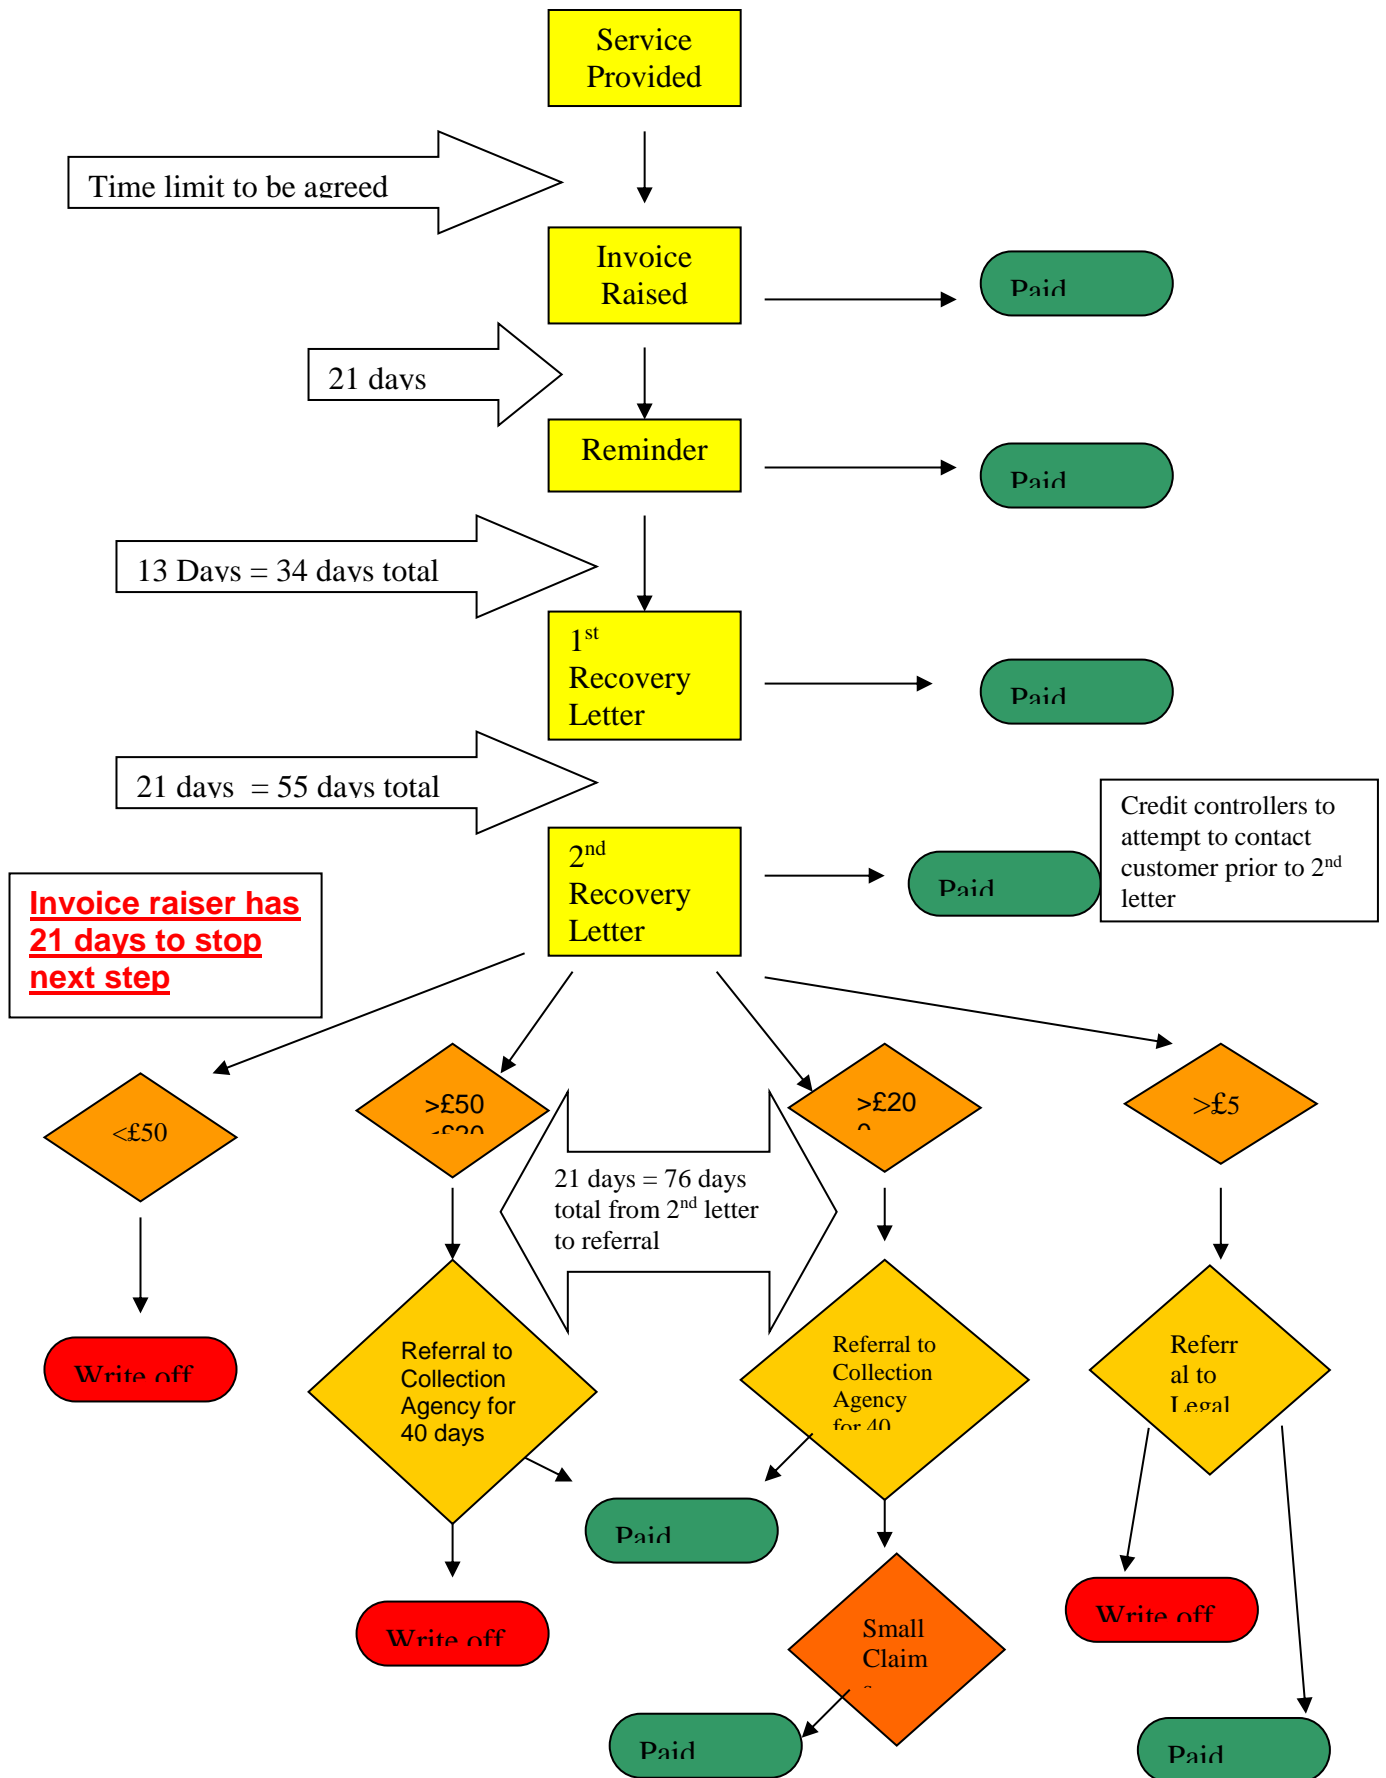 Service
Provided
Time limit to be agreed
Invoice
Raised
Paid
21 days
Reminder
Paid
13 Days = 34 days total
1st
Recovery
Letter
Paid
21 days  = 55 days total
Credit controllers to
attempt to contact
customer prior to 2nd
letter
2nd
Recovery
Letter
Paid
Invoice raiser has
21 days to stop
next step
<£50
>£50
>£20
>£5
21 days = 76 days
total from 2nd letter
to referral
Write off
Referral to
Collection
Agency for
40 days
Referral to
Collection
Agency
for 40
Referr
al to
Legal
Paid
Write off
Write off
Small
Claim
Paid
Paid